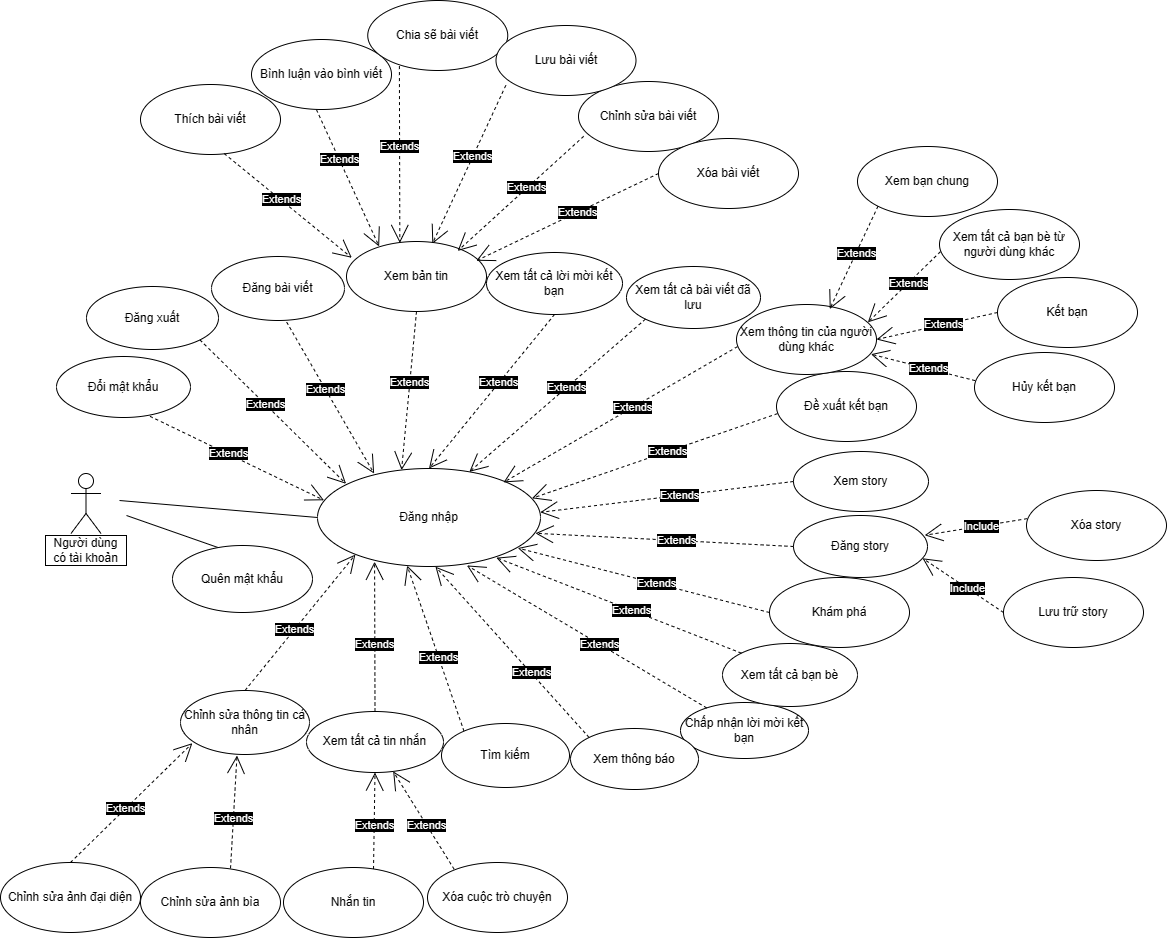 Chia sẽ bài viết
Bình luận vào bình viết
Lưu bài viết
Thích bài viết
Chỉnh sửa bài viết
Extends
Extends
Extends
Xóa bài viết
Xem bạn chung
Extends
Extends
Extends
Xem bản tin
Xem tất cả lời mời kết
bạn
Đăng bài viết
Xem tất cả bài viết đã
lưu
Đăng xuất
Xem tất cả bạn bè từ
người dùng khác
Extends
Extends
Kết bạn
Extends
Xem thông tin của người
dùng khác
Extends
Hủy kết bạn
Đổi mật khẩu
Extends
Extends
Extends
Extends
Extends
Extends
Đề xuất kết bạn
Extends
Extends
Xem story
Extends
Đăng nhập
Người dùng
có tài khoản
Extends
Đăng story
Include
Xóa story
Include
Lưu trữ story
Quên mật khẩu
Extends
Khám phá
Extends
Extends
Extends
Extends
Extends
Extends
Xem tất cả bạn bè
Chỉnh sửa thông tin cá
nhân
Xem tất cả tin nhắn
Tìm kiếm
Xem thông báo
Chấp nhận lời mời kết
bạn
Extends
Extends
Extends
Extends
Chỉnh sửa ảnh đại diện
Chỉnh sửa ảnh bìa
Nhắn tin
Xóa cuộc trò chuyện